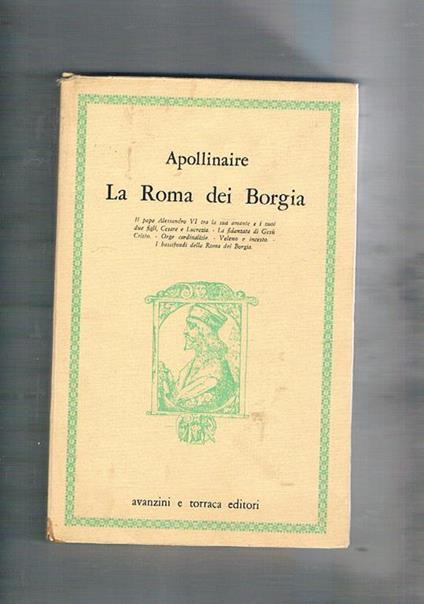 Apollinaire
La Roma dei Borgia
Il papa Alessandro VI tra la sua amante e i suoi
due figli, Cesare e Lucrezia. - La fidanzata di Gesù
Cristo. - Orge cardinalizie. - Veleno e incesto. -
I bassifondi della Roma dei Borgia.
avanzini e torraca editori